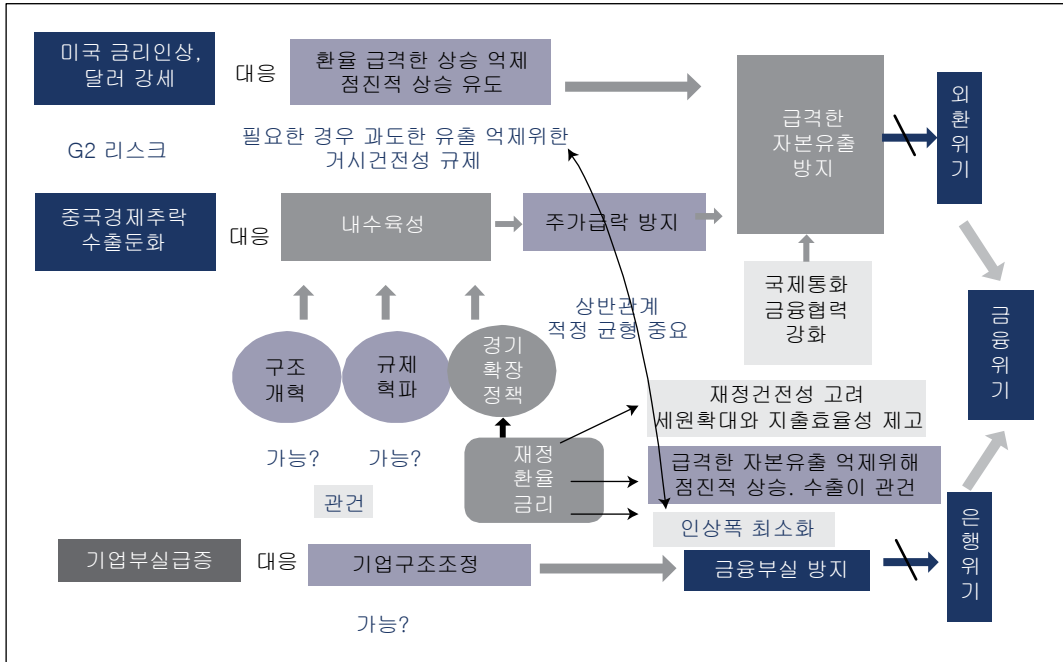 미국 금리인상,
달러 강세
대응
환율 급격한 상승 억제
점진적 상승 유도
급격한
자본유출
방지
외
환
위
기
G2 리스크
필요한 경우 과도한 유출 억제위한
거시건전성 규제
중국경제추락
수출둔화
대응
내수육성
주가급락 방지
국제통화
금융협력
강화
금
융
위
기
상반관계
적정 균형 중요
구조
개혁
규제
혁파
경기
확장
정책
가능?
가능?
관건
재정
환율
금리
재정건전성 고려
세원확대와 지출효율성 제고
급격한 자본유출 억제위해
점진적 상승. 수출이 관건
인상폭 최소화
은
행
위
기
기업부실급증
대응
기업구조조정
금융부실 방지
가능?